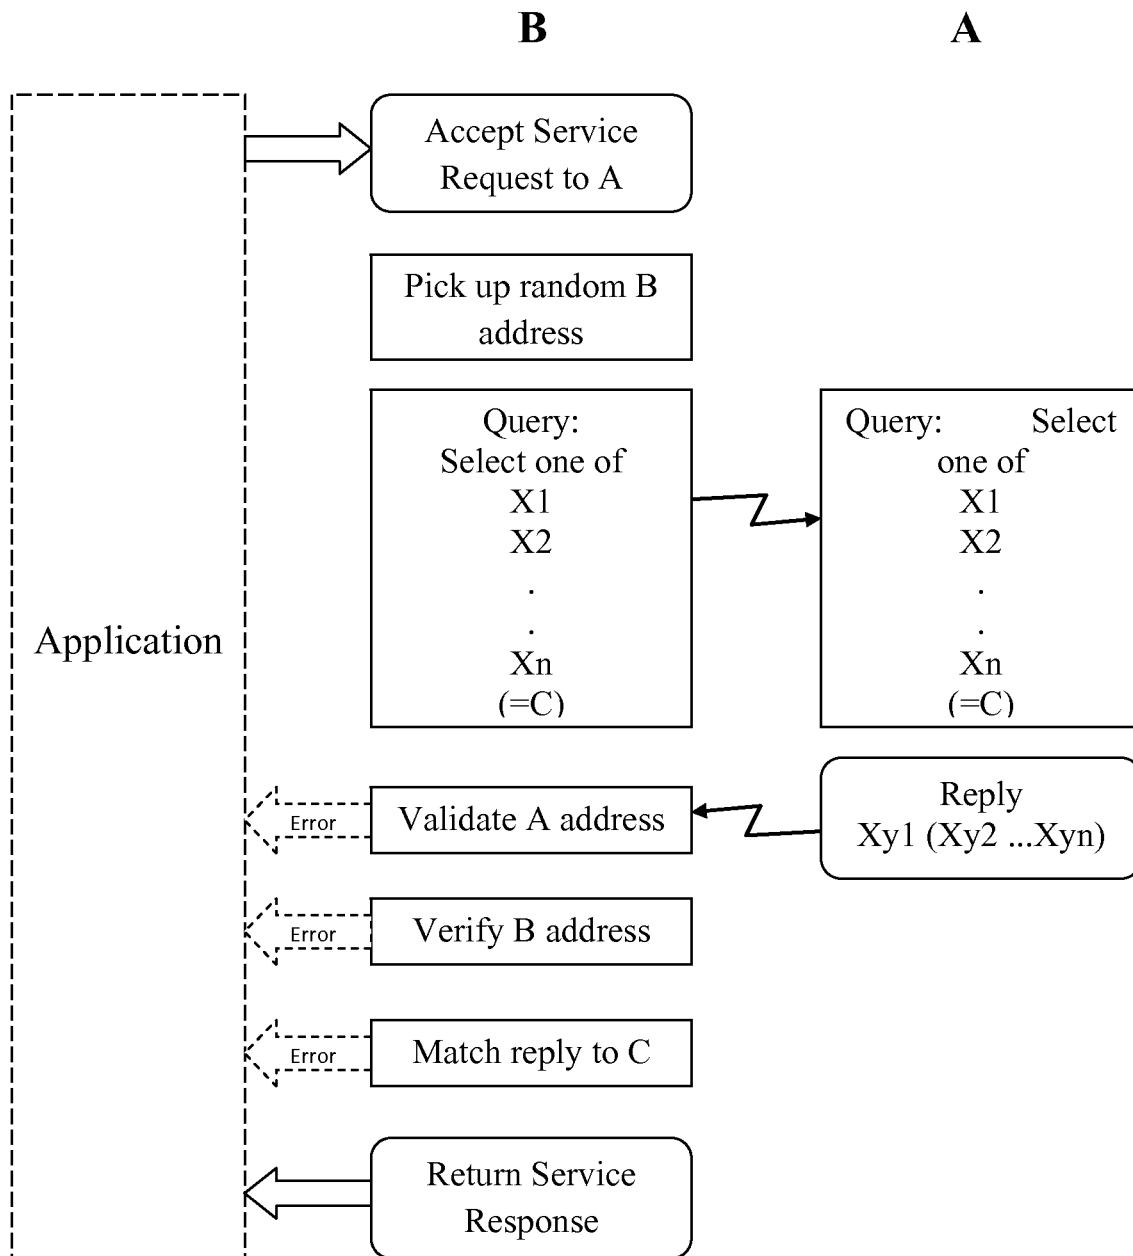 B
A
Accept Service
Request to A
Pick up random B
address
Query:
Select one of
X1
X2
.
.
Xn
(=C)
Query: Select
one of
X1
X2
.
.
Xn
(=C)
Application
Error
Validate A address
Reply
Xy1 (Xy2 ...Xyn)
Error
Verify B address
Error
Match reply to C
Return Service
Response